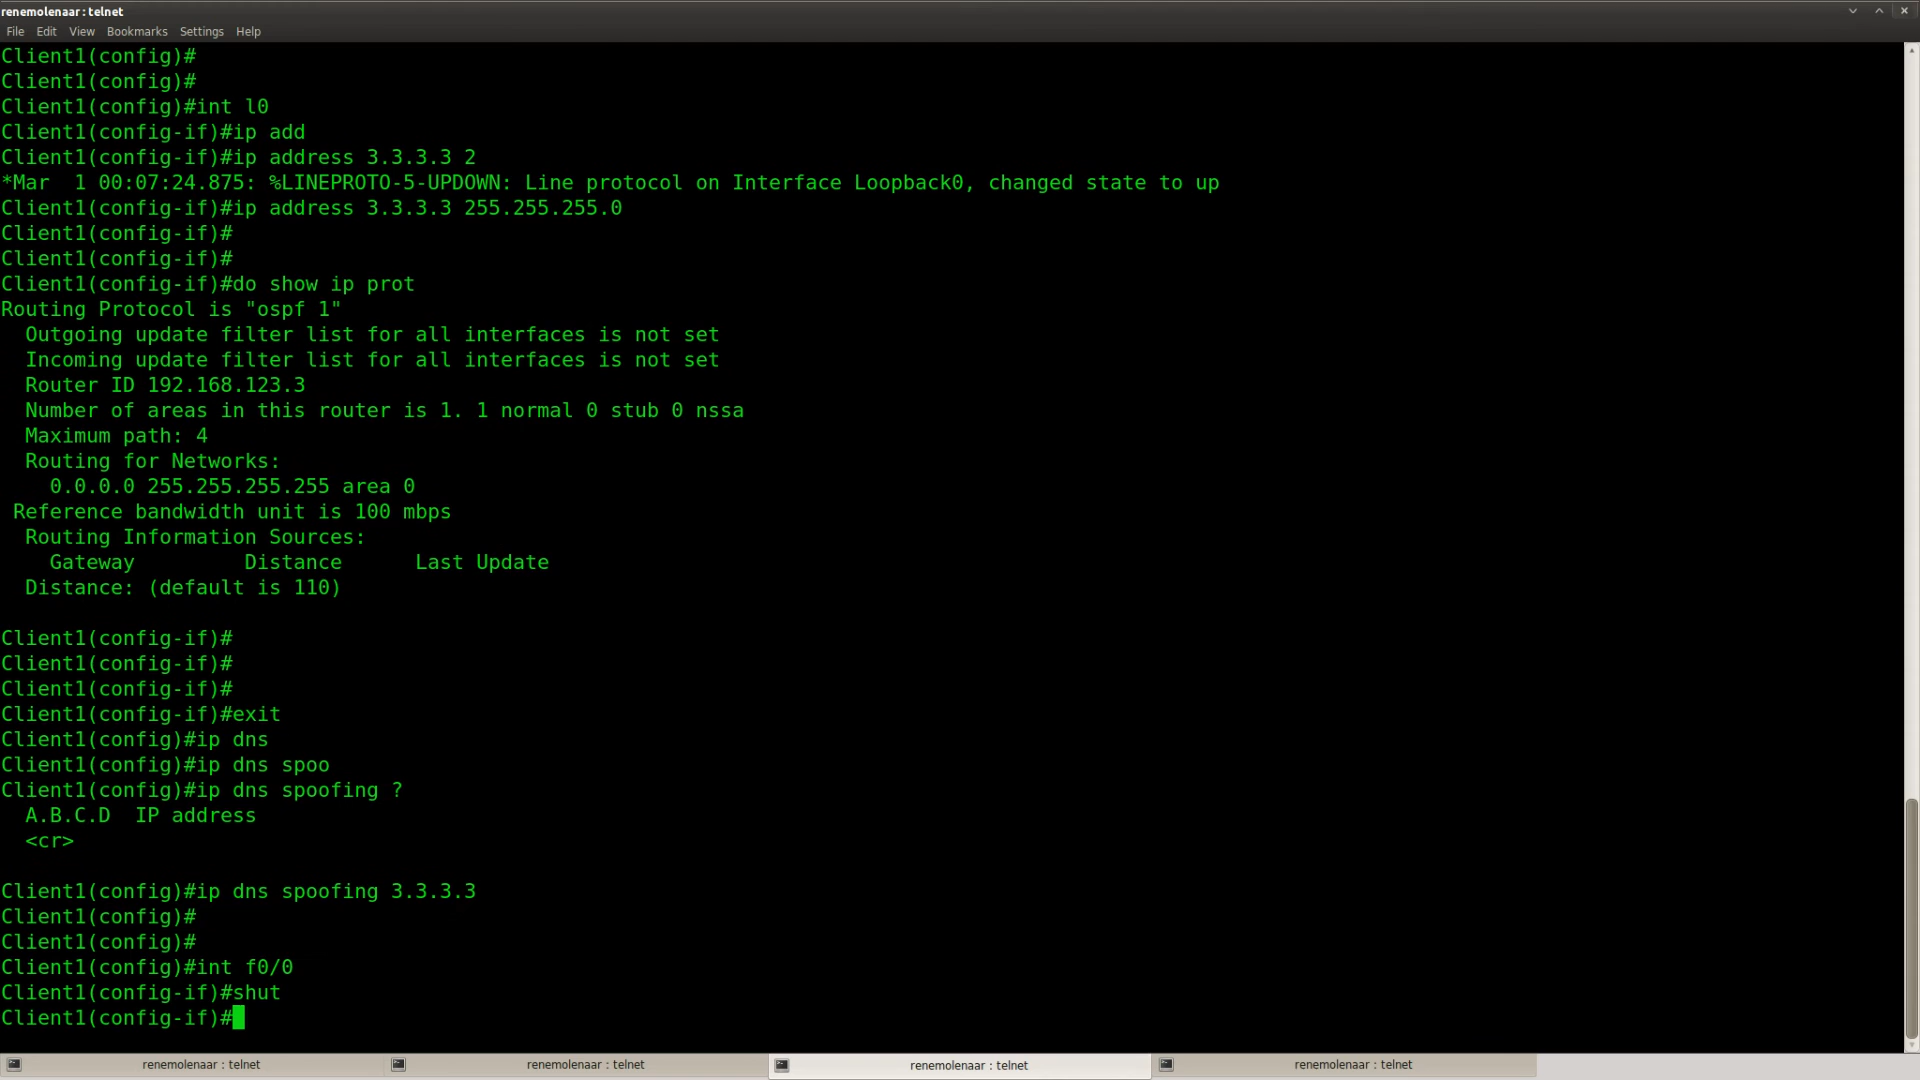 renemolenaar : telnet
File Edit View Bookmarks Settings Help
Client1(config)#
Client1(config)#
Client1(config)#int l0
Client1(config-if)#ip add
Client1(config-if)#ip address 3.3.3.3 2
*Mar  1 00:07:24.875: %LINEPROTO-5-UPDOWN: Line protocol on Interface Loopback0, changed state to up
Client1(config-if)#ip address 3.3.3.3 255.255.255.0
Client1(config-if)#
Client1(config-if)#
Client1(config-if)#do show ip prot
Routing Protocol is "ospf 1"
  Outgoing update filter list for all interfaces is not set
  Incoming update filter list for all interfaces is not set
  Router ID 192.168.123.3
  Number of areas in this router is 1. 1 normal 0 stub 0 nssa
  Maximum path: 4
  Routing for Networks:
    0.0.0.0 255.255.255.255 area 0
 Reference bandwidth unit is 100 mbps
  Routing Information Sources:
    Gateway         Distance      Last Update
  Distance: (default is 110)
Client1(config-if)#
Client1(config-if)#
Client1(config-if)#
Client1(config-if)#exit
Client1(config)#ip dns
Client1(config)#ip dns spoo
Client1(config)#ip dns spoofing ?
  A.B.C.D  IP address
  <cr>
Client1(config)#ip dns spoofing 3.3.3.3
Client1(config)#
Client1(config)#
Client1(config)#int f0/0
Client1(config-if)#shut
Client1(config-if)#
renemolenaar : telnet renemolenaar : telnet renemolenaar : telnet renemolenaar : telnet